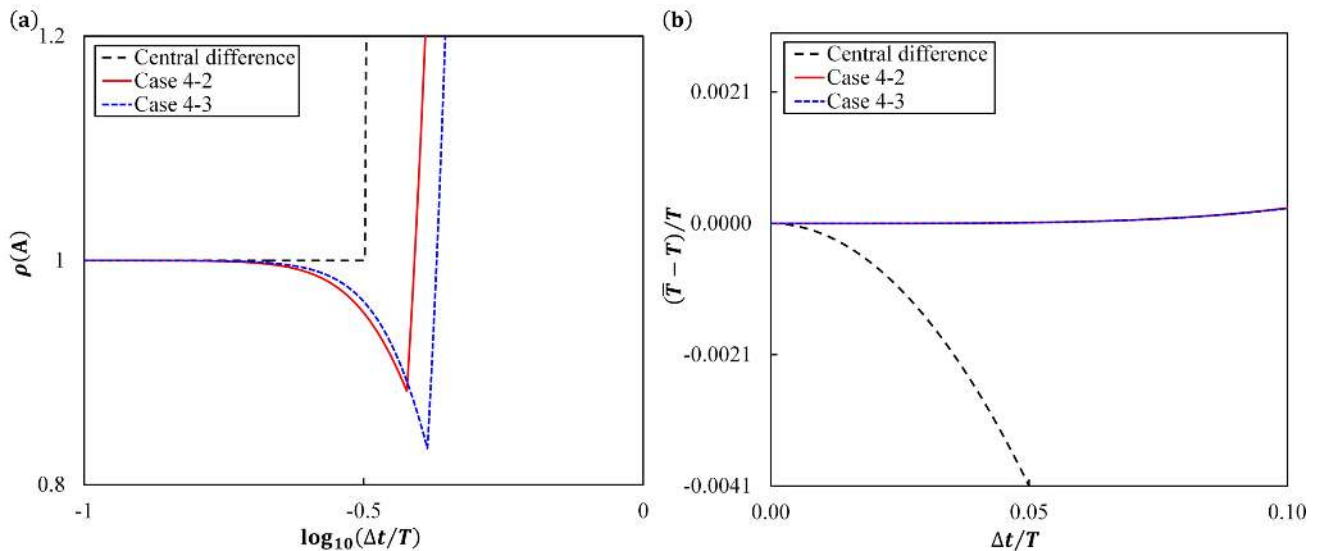 (a)
1.2
Central difference
Case 4-2
Case 4-3
ρ(A)
1
0.8
-1
-0.5
0
log₁₀(Δt/T)
(b)
Central difference
Case 4-2
Case 4-3
0.0021
(T̿ − T)/T
0.0000
-0.0021
-0.0041
0.00
0.05
0.10
Δt/T